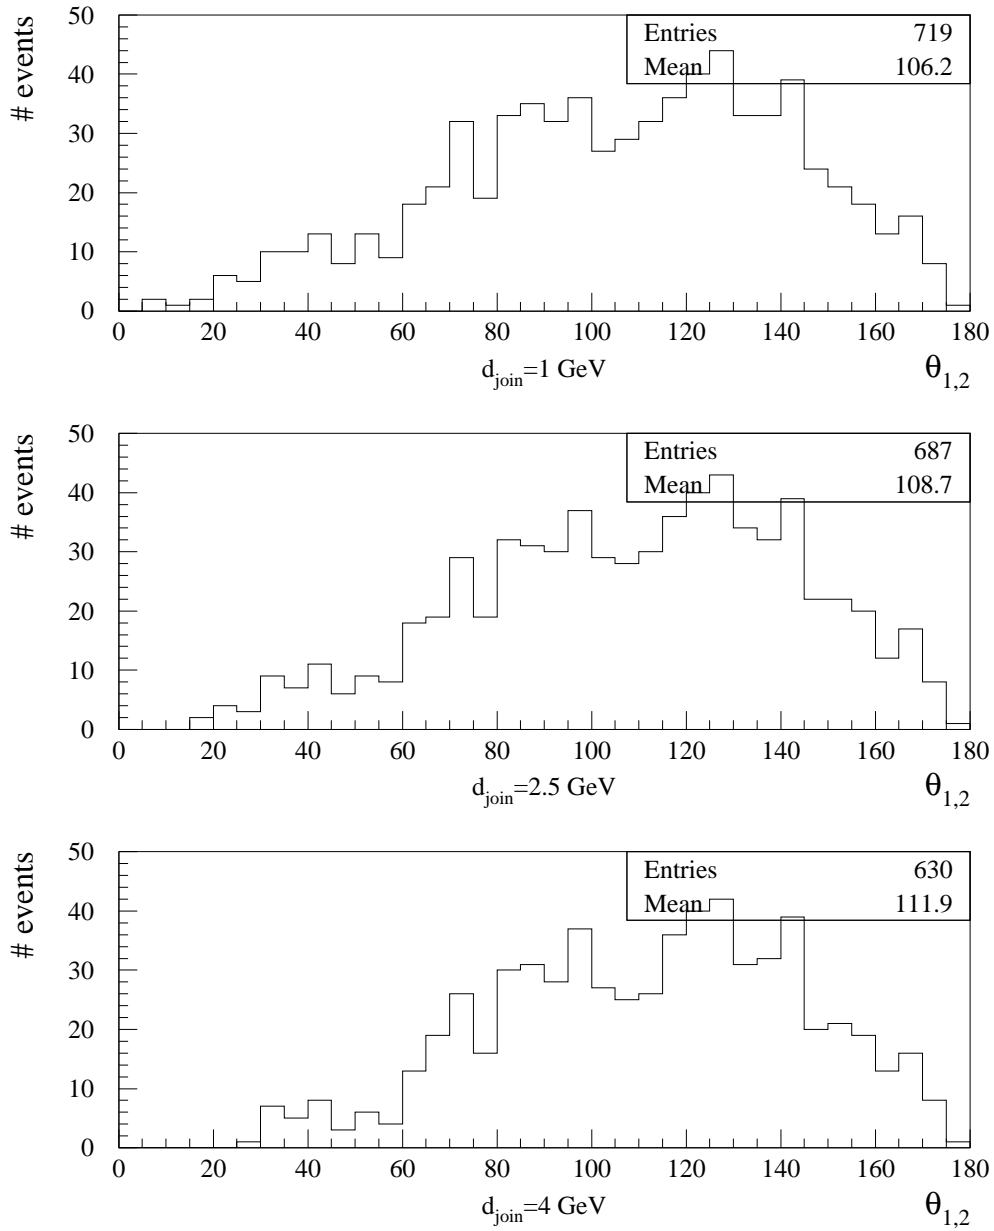 # events
50
40
30
20
10
0
Entries 719
Mean 106.2
0 20 40 60 80 100 120 140 160 180
d_join=1 GeV θ_1,2
# events
50
40
30
20
10
0
Entries 687
Mean 108.7
0 20 40 60 80 100 120 140 160 180
d_join=2.5 GeV θ_1,2
# events
50
40
30
20
10
0
Entries 630
Mean 111.9
0 20 40 60 80 100 120 140 160 180
d_join=4 GeV θ_1,2